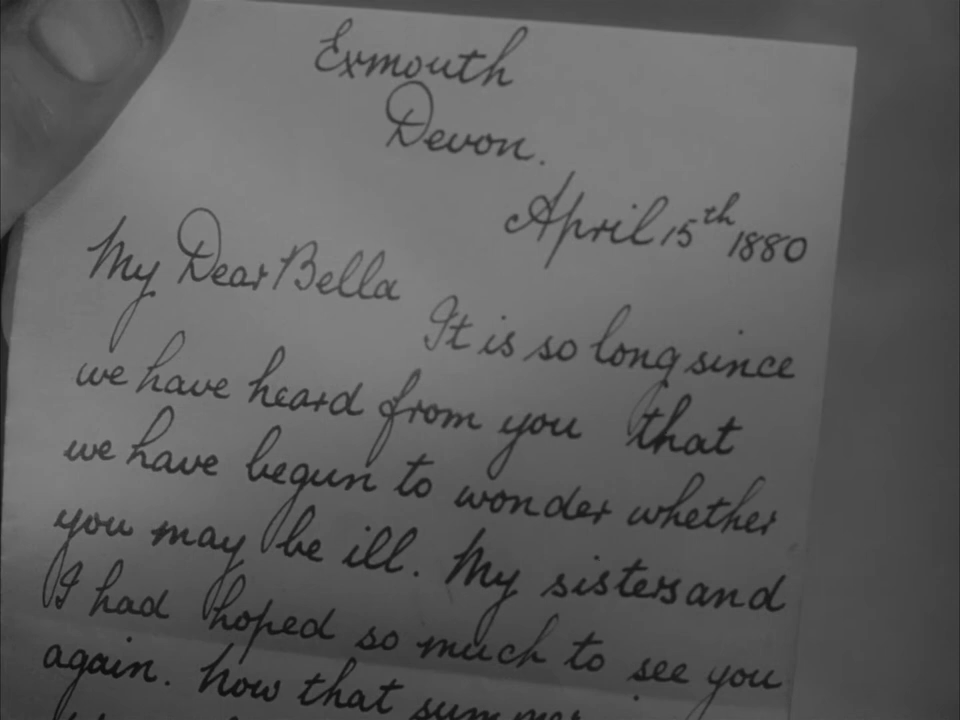 Exmouth
Devon.
April 15th 1880
My Dear Bella
It is so long since
we have heard from you that
we have begun to wonder whether
you may be ill. My sisters and
I had hoped so much to see you
again. Now that summer